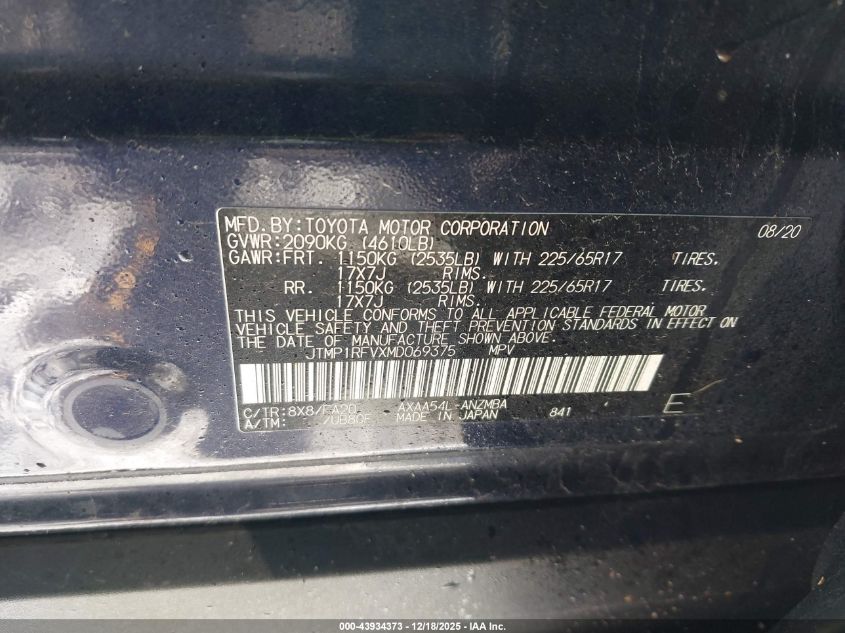 MFD. BY: TOYOTA MOTOR CORPORATION 08/20
GVWR: 2090KG (4610LB)
GAWR: FRT. 1150KG (2535LB) WITH 225/65R17 TIRES.
17X7J RIMS.
RR. 1150KG (2535LB) WITH 225/65R17 TIRES.
17X7J RIMS.
THIS VEHICLE CONFORMS TO ALL APPLICABLE FEDERAL MOTOR
VEHICLE SAFETY AND THEFT PREVENTION STANDARDS IN EFFECT ON
THE DATE OF MANUFACTURE SHOWN ABOVE.
JTMP1RFVXMD069375 MPV
C/TR: 8X8/FA20 AXAA54L-ANZMBA
A/TM: /UB80F MADE IN JAPAN 841 E
000-43934373 - 12/18/2025 - IAA Inc.